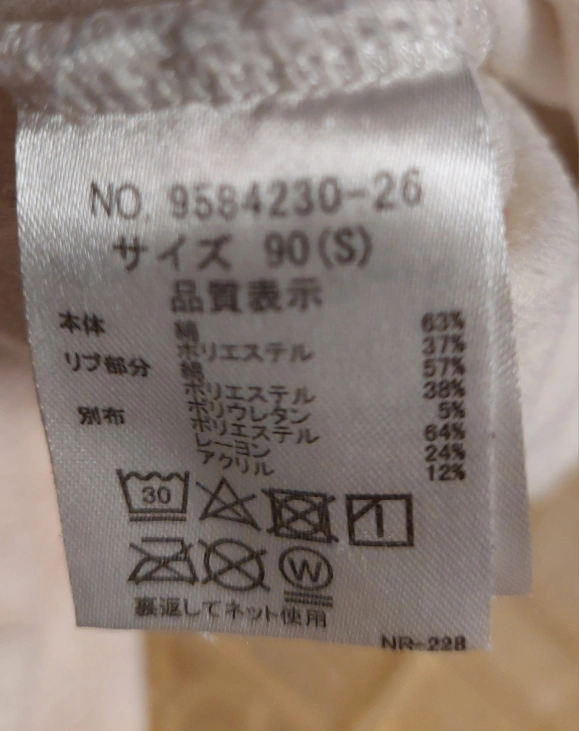 NO. 9584230-26
サイズ 90(S)
品質表示
本体 綿 63%
ポリエステル 37%
リブ部分 綿 57%
ポリエステル 38%
ポリウレタン 5%
別布 ポリエステル 64%
レーヨン 24%
アクリル 12%
30
W
裏返してネット使用
NR-228